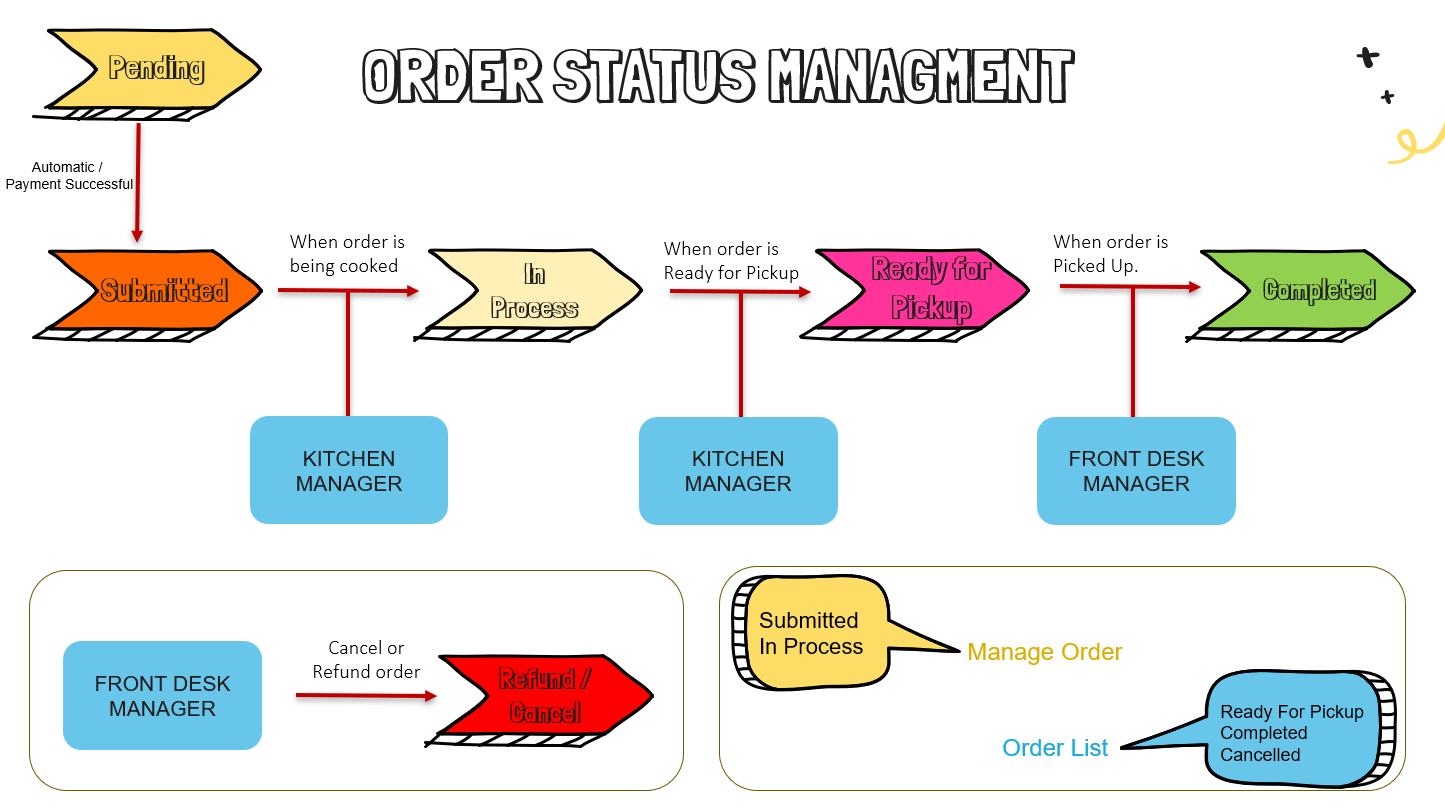 Pending
ORDER STATUS MANAGMENT
Automatic /
Payment Successful
Submitted
When order is
being cooked
In
Process
When order is
Ready for Pickup
Ready for
Pickup
When order is
Picked Up.
Completed
KITCHEN
MANAGER
KITCHEN
MANAGER
FRONT DESK
MANAGER
FRONT DESK
MANAGER
Cancel or
Refund order
Refund /
Cancel
Submitted
In Process
Manage Order
Order List
Ready For Pickup
Completed
Cancelled